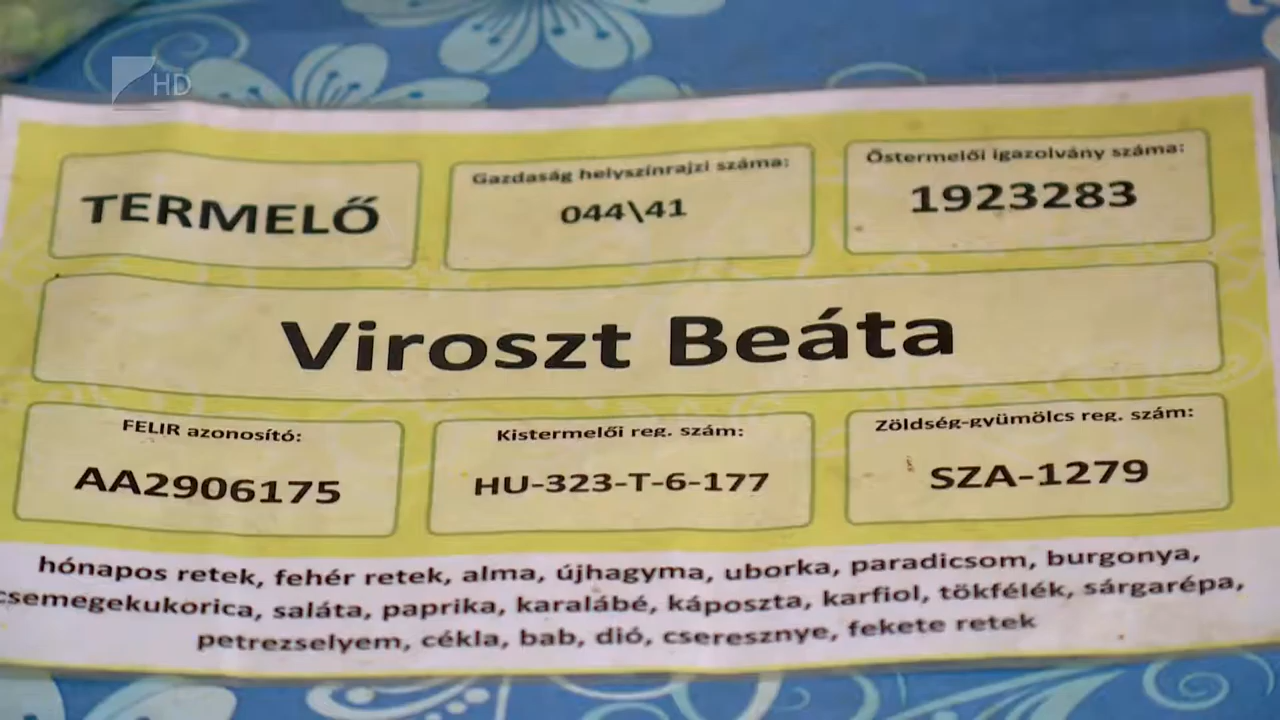 HD
TERMELŐ
Gazdaság helyszínrajzi száma:
044\41
Őstermelői igazolvány száma:
1923283
Viroszt Beáta
FELIR azonosító:
AA2906175
Kistermelői reg. szám:
HU-323-T-6-177
Zöldség-gyümölcs reg. szám:
SZA-1279
hónapos retek, fehér retek, alma, újhagyma, uborka, paradicsom, burgonya,
csemegekukorica, saláta, paprika, karalábé, káposzta, karfiol, tökfélék, sárgarépa,
petrezselyem, cékla, bab, dió, cseresznye, fekete retek